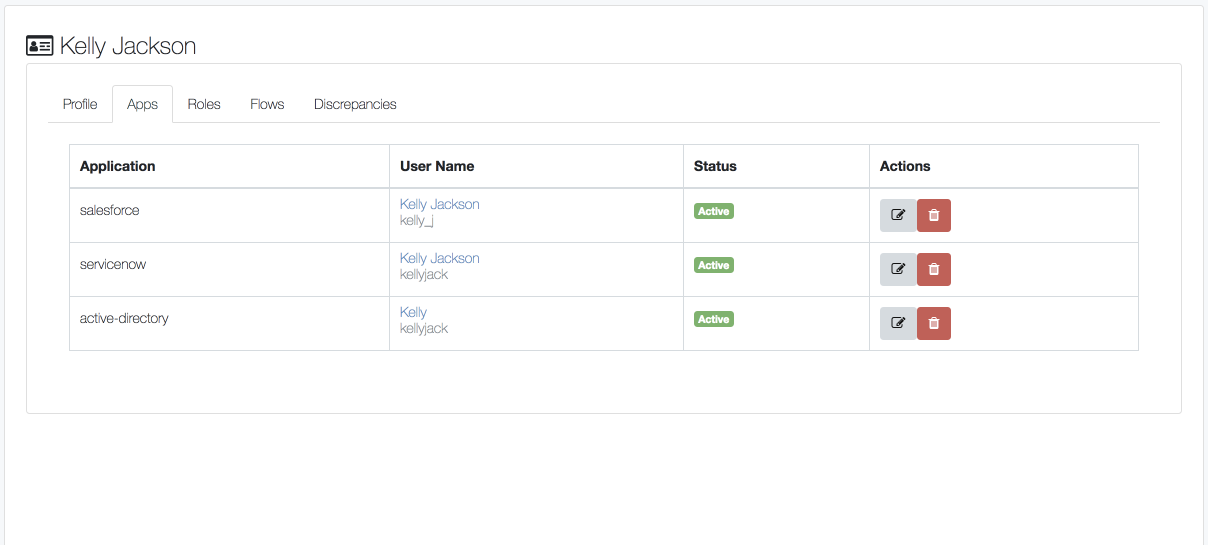 Kelly Jackson
Profile Apps Roles Flows Discrepancies
Application User Name Status Actions
salesforce Kelly Jackson Active
kelly_j
servicenow Kelly Jackson Active
kellyjack
active-directory Kelly Active
kellyjack